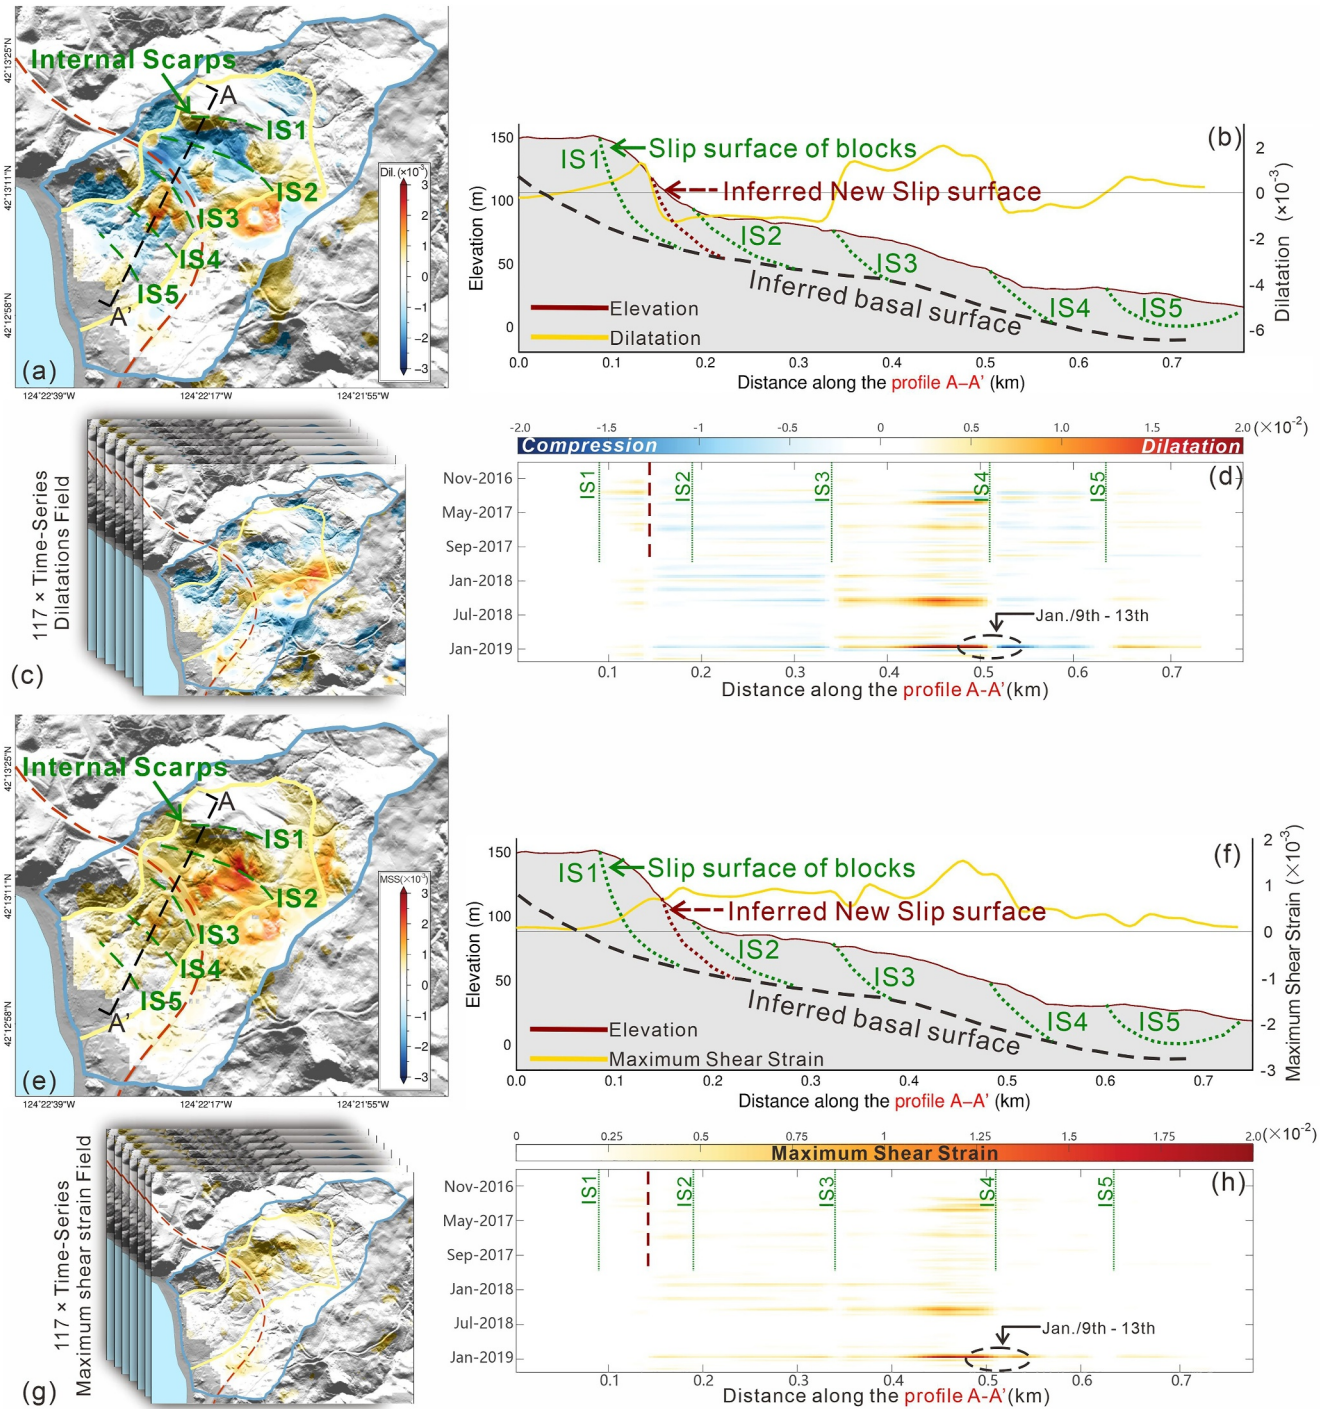 Internal Scarps
A
IS1
IS2
IS3
IS4
IS5
A'
Dil. (×10⁻³)
3
2
1
0
−1
−2
−3
42°13'25"N
42°13'11"N
42°12'58"N
124°22'39"W
124°22'17"W
124°21'55"W
(a)
(b)
150
100
50
0
Elevation (m)
IS1
Slip surface of blocks
Inferred New Slip surface
IS2
IS3
IS4
IS5
Inferred basal surface
Elevation
Dilatation
2
0
-2
-4
-6
Dilatation (×10⁻³)
0.0
0.1
0.2
0.3
0.4
0.5
0.6
0.7
Distance along the profile A–A' (km)
117 × Time-Series
Dilatations Field
(c)
-2.0
-1.5
-1
-0.5
0
0.5
1.0
1.5
2.0
(×10⁻²)
Compression
Dilatation
(d)
Nov-2016
May-2017
Sep-2017
Jan-2018
Jul-2018
Jan-2019
IS1
IS2
IS3
IS4
IS5
Jan./9th - 13th
0.1
0.2
0.3
0.4
0.5
0.6
0.7
Distance along the profile A-A'(km)
Internal Scarps
A
IS1
IS2
IS3
IS4
IS5
A'
MSS(×10⁻³)
3
2
1
0
−1
−2
−3
42°13'25"N
42°13'11"N
42°12'58"N
124°22'39"W
124°22'17"W
124°21'55"W
(e)
(f)
150
100
50
0
Elevation (m)
IS1
Slip surface of blocks
Inferred New Slip surface
IS2
IS3
IS4
IS5
Inferred basal surface
Elevation
Maximum Shear Strain
2
1
0
-1
-2
-3
Maximum Shear Strain (×10⁻³)
0.0
0.1
0.2
0.3
0.4
0.5
0.6
0.7
Distance along the profile A–A' (km)
117 × Time-Series
Maximum shear strain Field
(g)
0
0.25
0.5
0.75
1.0
1.5
1.75
2.0
(×10⁻²)
Maximum Shear Strain
(h)
Nov-2016
May-2017
Sep-2017
Jan-2018
Jul-2018
Jan-2019
IS1
IS2
IS3
IS4
IS5
Jan./9th - 13th
0.1
0.2
0.3
0.4
0.5
0.6
0.7
Distance along the profile A-A'(km)